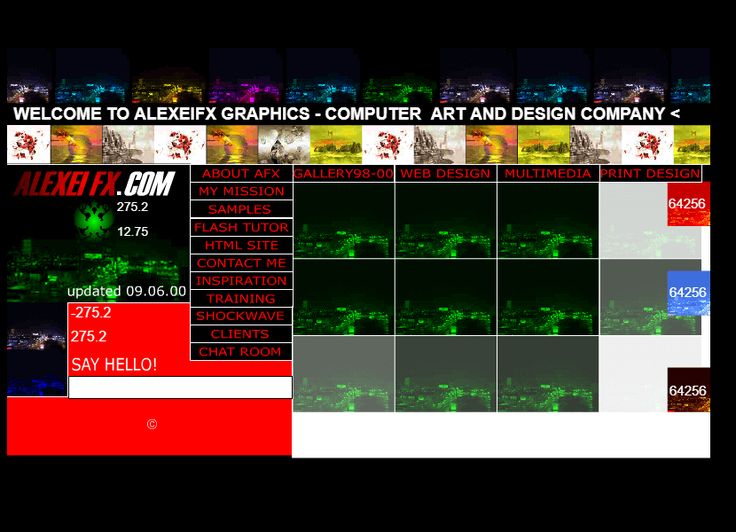 WELCOME TO ALEXEIFX GRAPHICS - COMPUTER ART AND DESIGN COMPANY <
ALEXEI FX.COM
275.2
12.75
updated 09.06.00
-275.2
275.2
SAY HELLO!
©
ABOUT AFX
MY MISSION
SAMPLES
FLASH TUTOR
HTML SITE
CONTACT ME
INSPIRATION
TRAINING
SHOCKWAVE
CLIENTS
CHAT ROOM
GALLERY98-00
WEB DESIGN
MULTIMEDIA
PRINT DESIGN
64256
64256
64256